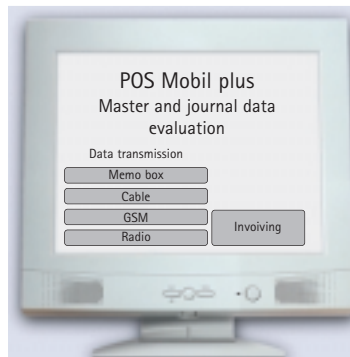 POS Mobil plus
Master and journal data
evaluation
Data transmission
Memo box
Cable
GSM
Radio
Invoiving